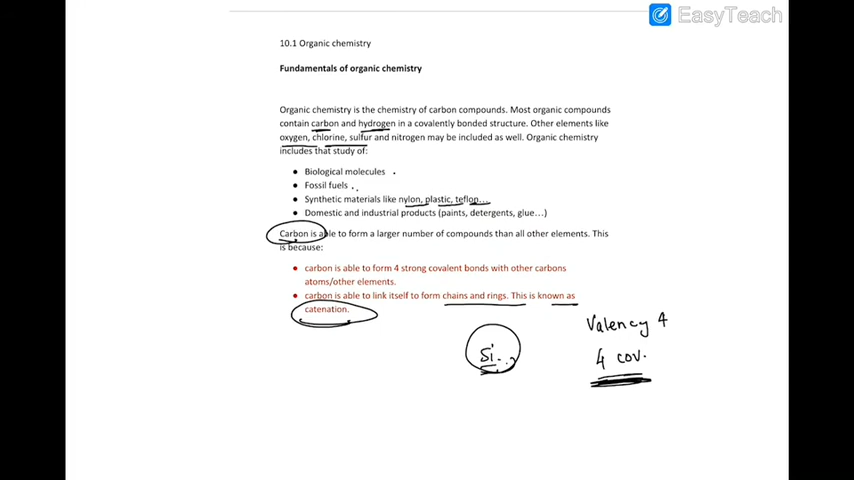 EasyTeach
10.1 Organic chemistry
Fundamentals of organic chemistry
Organic chemistry is the chemistry of carbon compounds. Most organic compounds
contain carbon and hydrogen in a covalently bonded structure. Other elements like
oxygen, chlorine, sulfur and nitrogen may be included as well. Organic chemistry
includes that study of:
• Biological molecules
• Fossil fuels
• Synthetic materials like nylon, plastic, teflon...
• Domestic and industrial products (paints, detergents, glue...)
Carbon is able to form a larger number of compounds than all other elements. This
is because:
• carbon is able to form 4 strong covalent bonds with other carbons
atoms/other elements.
• carbon is able to link itself to form chains and rings. This is known as
catenation.
Valency 4
Si
4 cov.